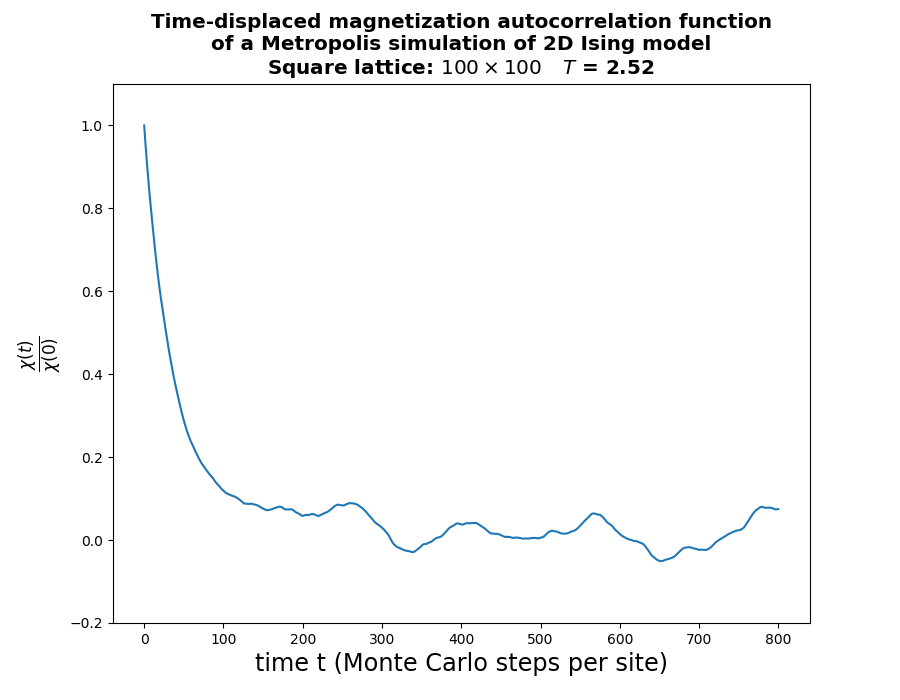 Time-displaced magnetization autocorrelation function
of a Metropolis simulation of 2D Ising model
Square lattice: 100 × 100 T = 2.52
1.0
0.8
0.6
0.4
0.2
0.0
−0.2
χ(t)
χ(0)
0 100 200 300 400 500 600 700 800
time t (Monte Carlo steps per site)